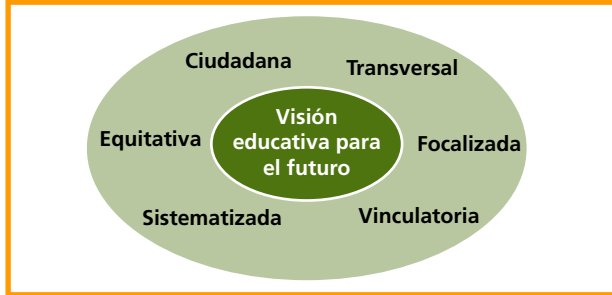 Ciudadana
Transversal
Equitativa
Visión
educativa para
el futuro
Focalizada
Sistematizada
Vinculatoria